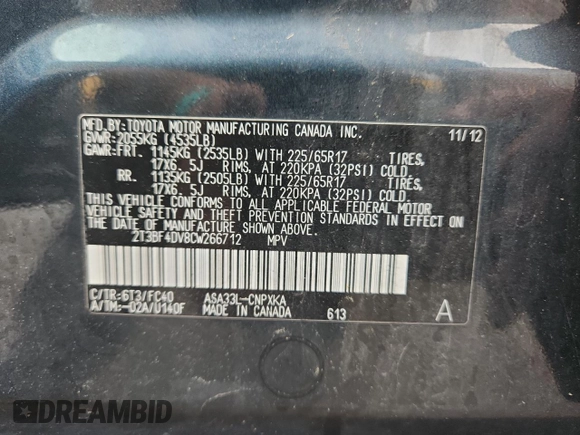 MFD.BY:TOYOTA MOTOR MANUFACTURING CANADA INC. 11/12
GVWR: 2055KG (4535LB)
GAWR:FRT. 1145KG (2535LB) WITH 225/65R17 TIRES,
17X6. 5J RIMS, AT 220KPA (32PSI) COLD
RR. 1135KG (2505LB) WITH 225/65R17 TIRES,
17X6. 5J RIMS, AT 220KPA (32PSI) COLD
THIS VEHICLE CONFORMS TO ALL APPLICABLE FEDERAL MOTOR
VEHICLE SAFETY AND THEFT PREVENTION STANDARDS IN EFFECT ON
THE DATE OF MANUFACTURE SHOWN ABOVE.
2T3BF4DV8CW266712 MPV
C/TR:6T3/FC40 ASA33L-CNPXKA
A/TM:-02A/U140F MADE IN CANADA 613 A
DREAMBID